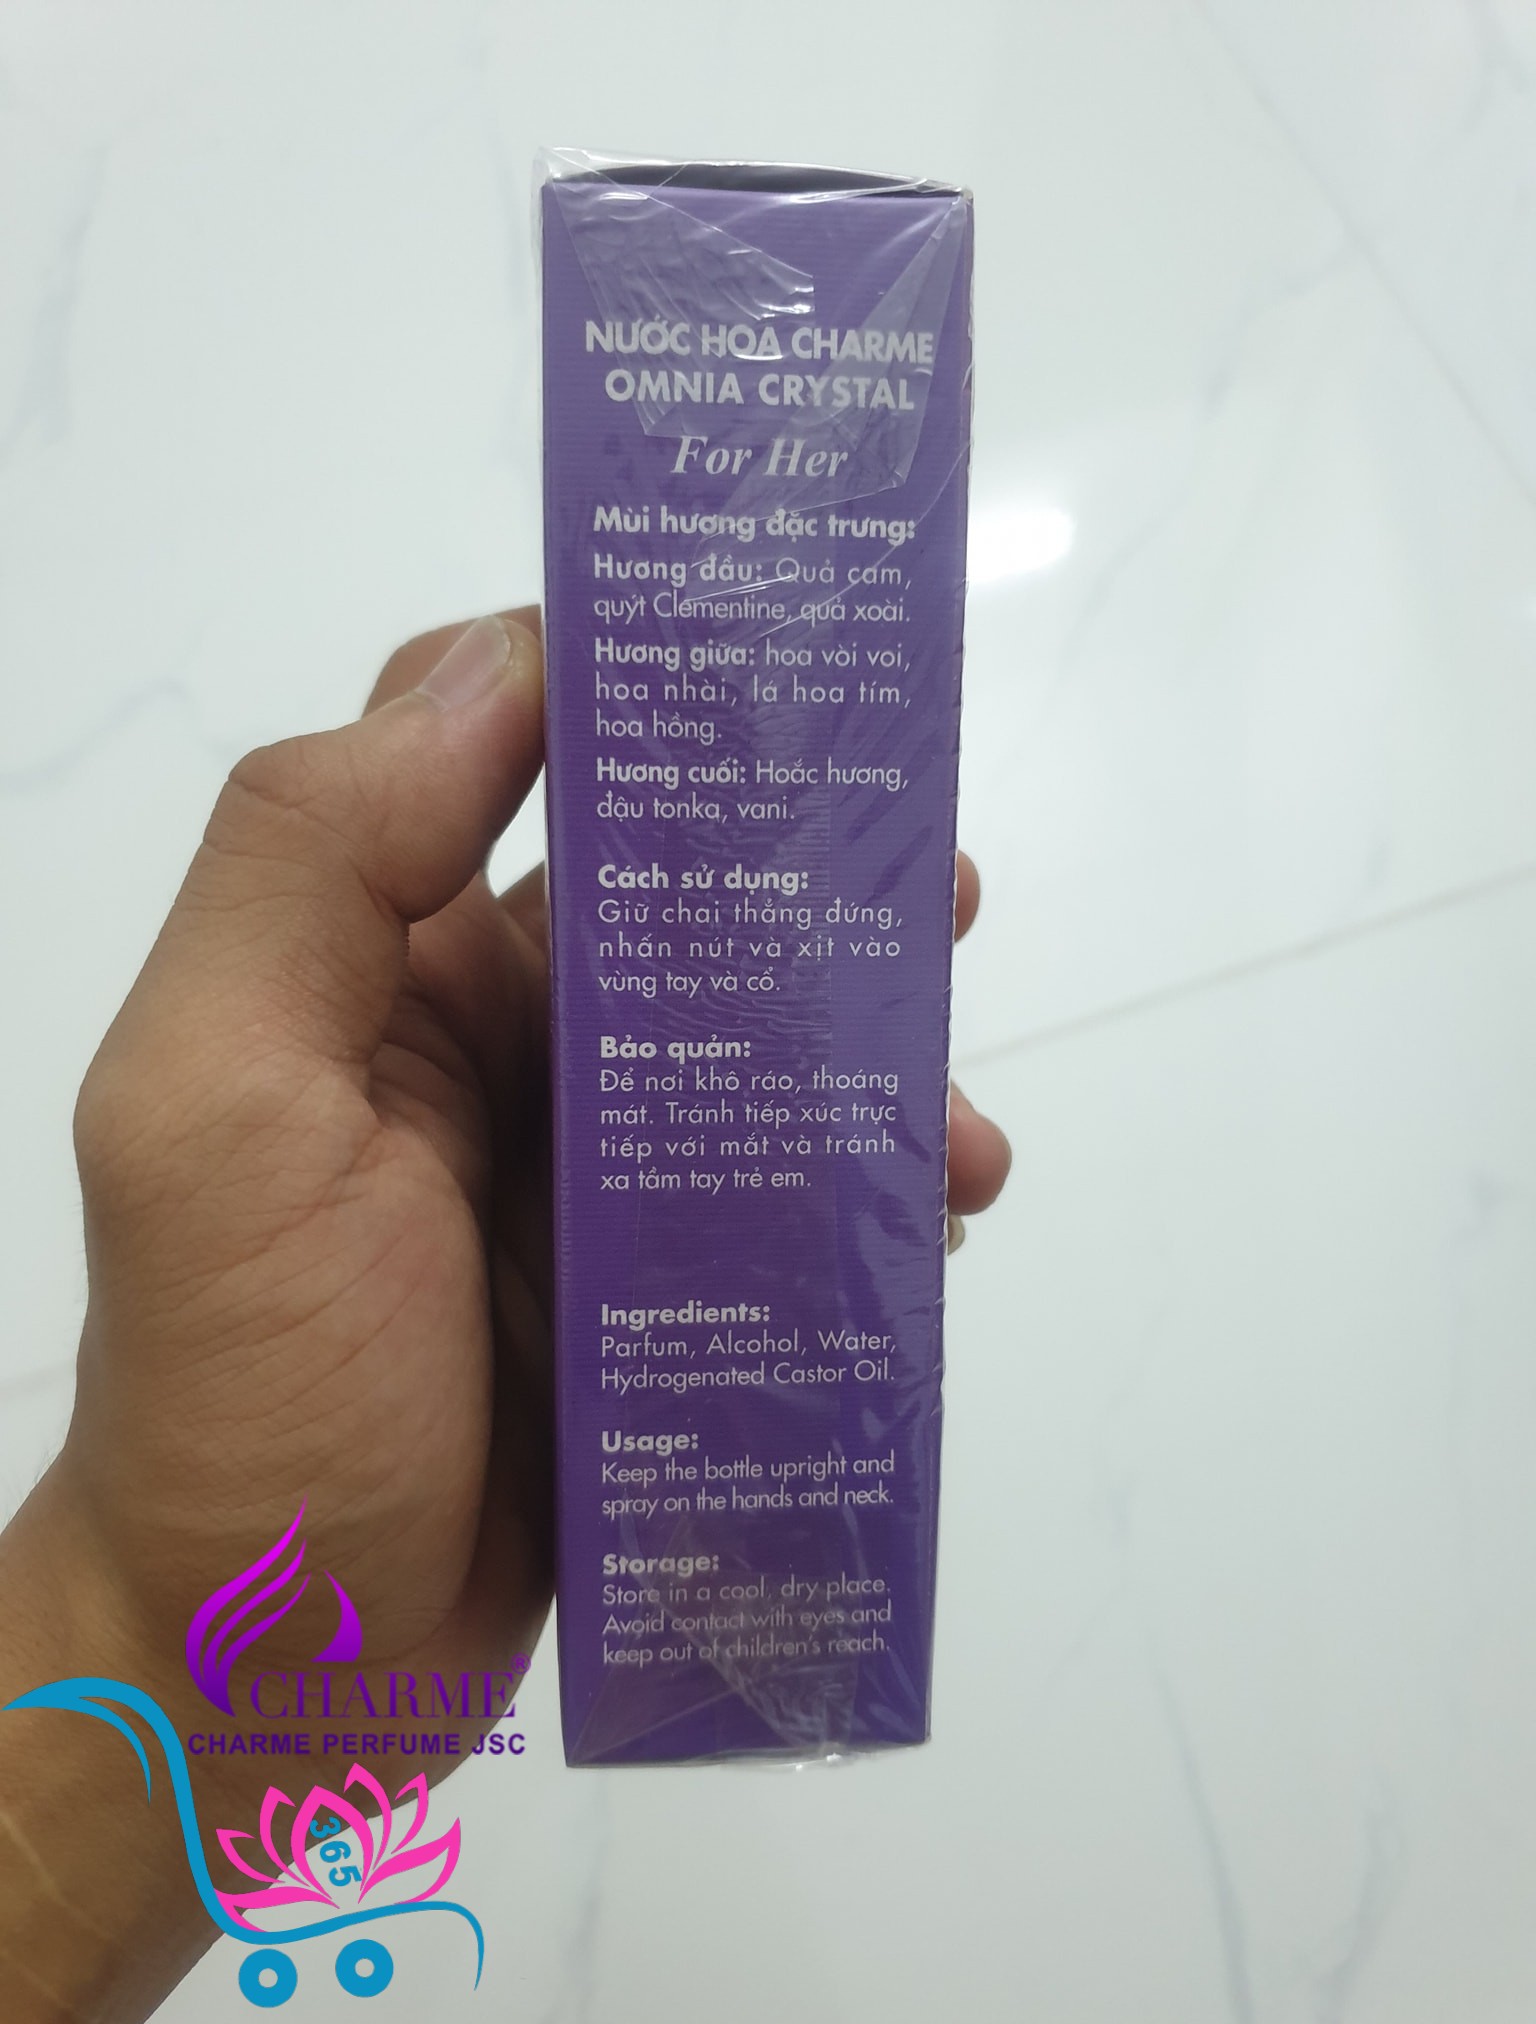 NƯỚC HOA CHARME
OMNIA CRYSTAL
For Her
Mùi hương đặc trưng:
Hương đầu: Quả cam,
quýt Clementine, quả xoài.
Hương giữa: hoa vòi voi,
hoa nhài, lá hoa tím,
hoa hồng.
Hương cuối: Hoắc hương,
đậu tonka, vani.
Cách sử dụng:
Giữ chai thẳng đứng,
nhấn nút và xịt vào
vùng tay và cổ.
Bảo quản:
Để nơi khô ráo, thoáng
mát. Tránh tiếp xúc trực
tiếp với mắt và tránh
xa tầm tay trẻ em.
Ingredients:
Parfum, Alcohol, Water,
Hydrogenated Castor Oil.
Usage:
Keep the bottle upright and
spray on the hands and neck.
Storage:
Store in a cool, dry place.
Avoid contact with eyes and
keep out of children's reach.
CHARME®
CHARME PERFUME JSC
365